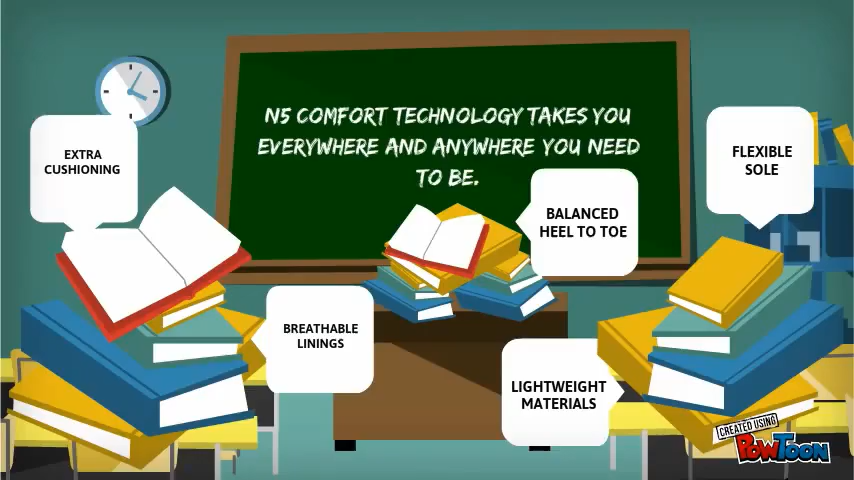 N5 COMFORT TECHNOLOGY TAKES YOU
EVERYWHERE AND ANYWHERE YOU NEED
TO BE.
EXTRA
CUSHIONING
FLEXIBLE
SOLE
BALANCED
HEEL TO TOE
BREATHABLE
LININGS
LIGHTWEIGHT
MATERIALS
CREATED USING
POWTOON